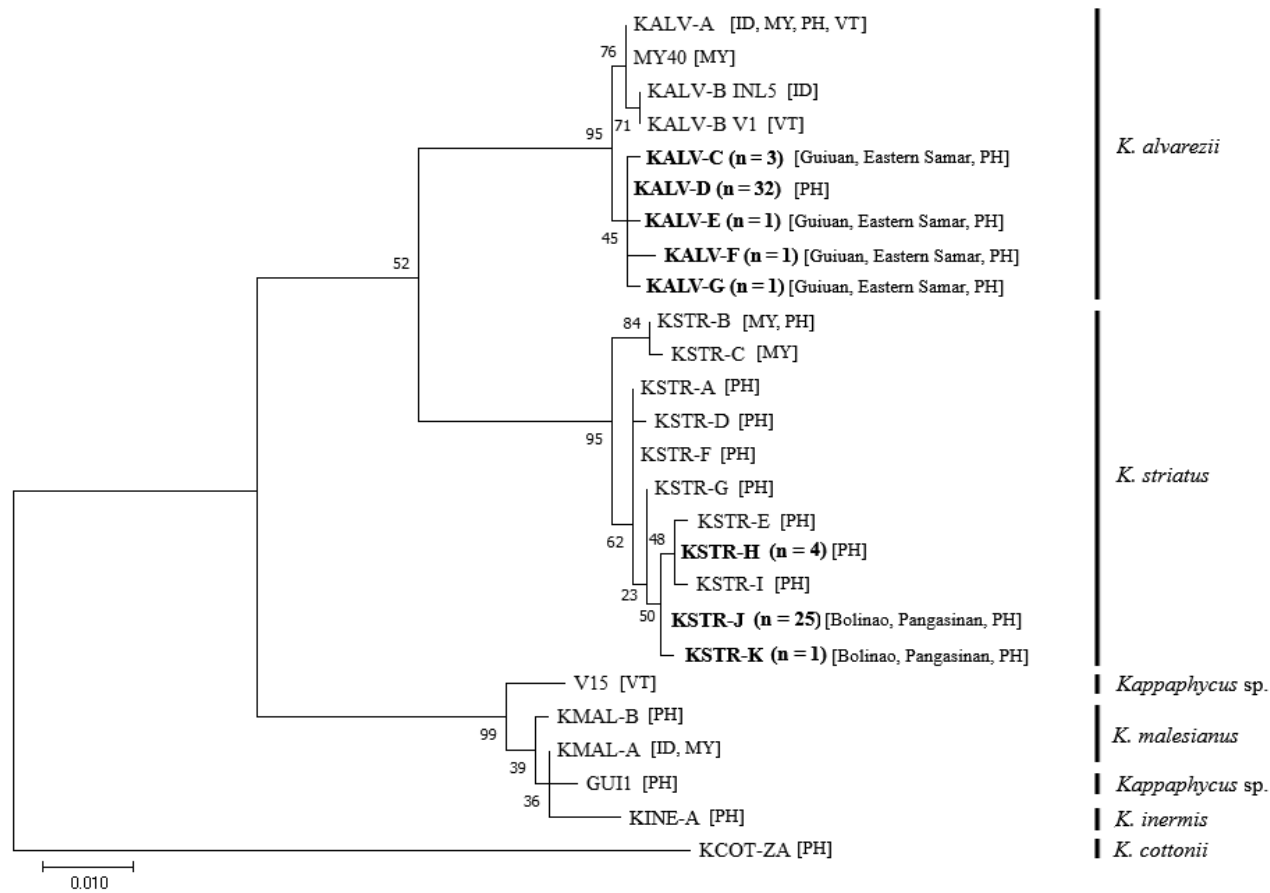 KALV-A [ID, MY, PH, VT]
76
MY40 [MY]
KALV-B INL5 [ID]
KALV-B V1 [VT]
71
95
KALV-C (n = 3) [Guiuan, Eastern Samar, PH]
K. alvarezii
KALV-D (n = 32) [PH]
KALV-E (n = 1) [Guiuan, Eastern Samar, PH]
45
KALV-F (n = 1) [Guiuan, Eastern Samar, PH]
52
KALV-G (n = 1) [Guiuan, Eastern Samar, PH]
84
KSTR-B [MY, PH]
KSTR-C [MY]
KSTR-A [PH]
KSTR-D [PH]
95
KSTR-F [PH]
K. striatus
KSTR-G [PH]
KSTR-E [PH]
62
48
KSTR-H (n = 4) [PH]
KSTR-I [PH]
23
50
KSTR-J (n = 25) [Bolinao, Pangasinan, PH]
KSTR-K (n = 1) [Bolinao, Pangasinan, PH]
V15 [VT]
Kappaphycus sp.
99
KMAL-B [PH]
K. malesianus
KMAL-A [ID, MY]
39
GUI1 [PH]
Kappaphycus sp.
36
KINE-A [PH]
K. inermis
KCOT-ZA [PH]
K. cottonii
0.010